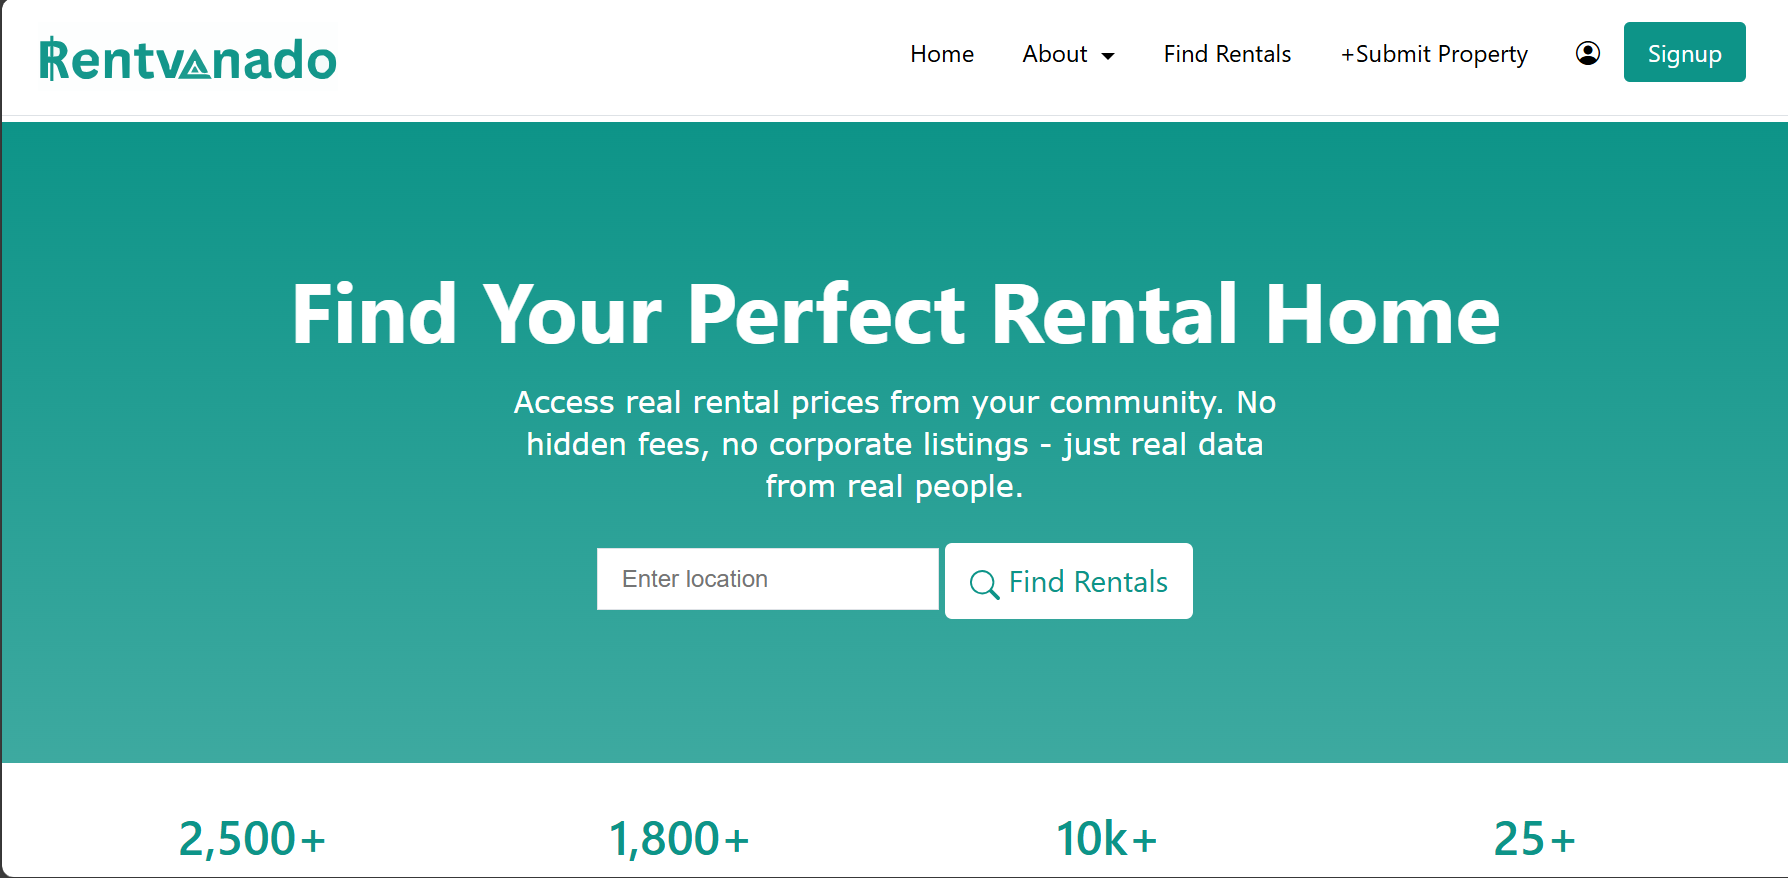 Rentvanado
Home
About
Find Rentals
+Submit Property
Signup
Find Your Perfect Rental Home
Access real rental prices from your community. No
hidden fees, no corporate listings - just real data
from real people.
Enter location
Find Rentals
2,500+
1,800+
10k+
25+